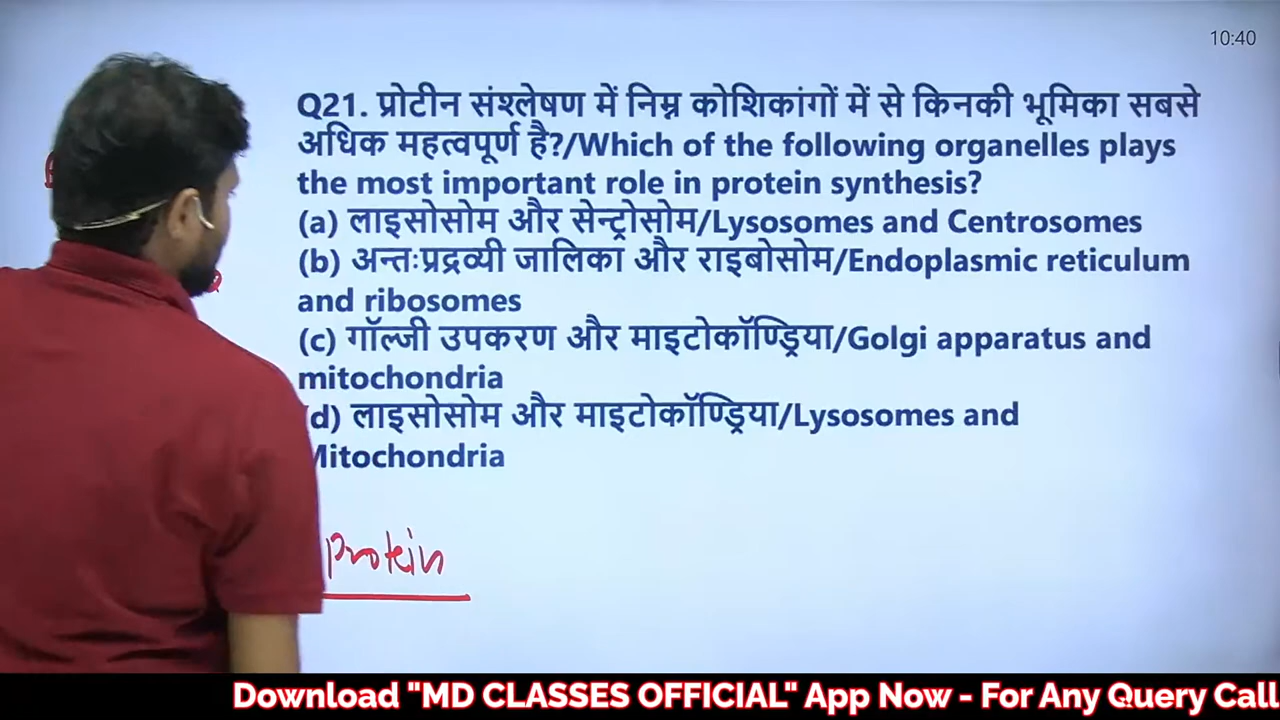 10:40
Q21. प्रोटीन संश्लेषण में निम्न कोशिकांगों में से किनकी भूमिका सबसे
अधिक महत्वपूर्ण है?/Which of the following organelles plays
the most important role in protein synthesis?
(a) लाइसोसोम और सेन्ट्रोसोम/Lysosomes and Centrosomes
(b) अन्तःप्रद्रव्यी जालिका और राइबोसोम/Endoplasmic reticulum
and ribosomes
(c) गॉल्जी उपकरण और माइटोकॉण्ड्रिया/Golgi apparatus and
mitochondria
d) लाइसोसोम और माइटोकॉण्ड्रिया/Lysosomes and
Mitochondria
Protein
Download "MD CLASSES OFFICIAL" App Now - For Any Query Call